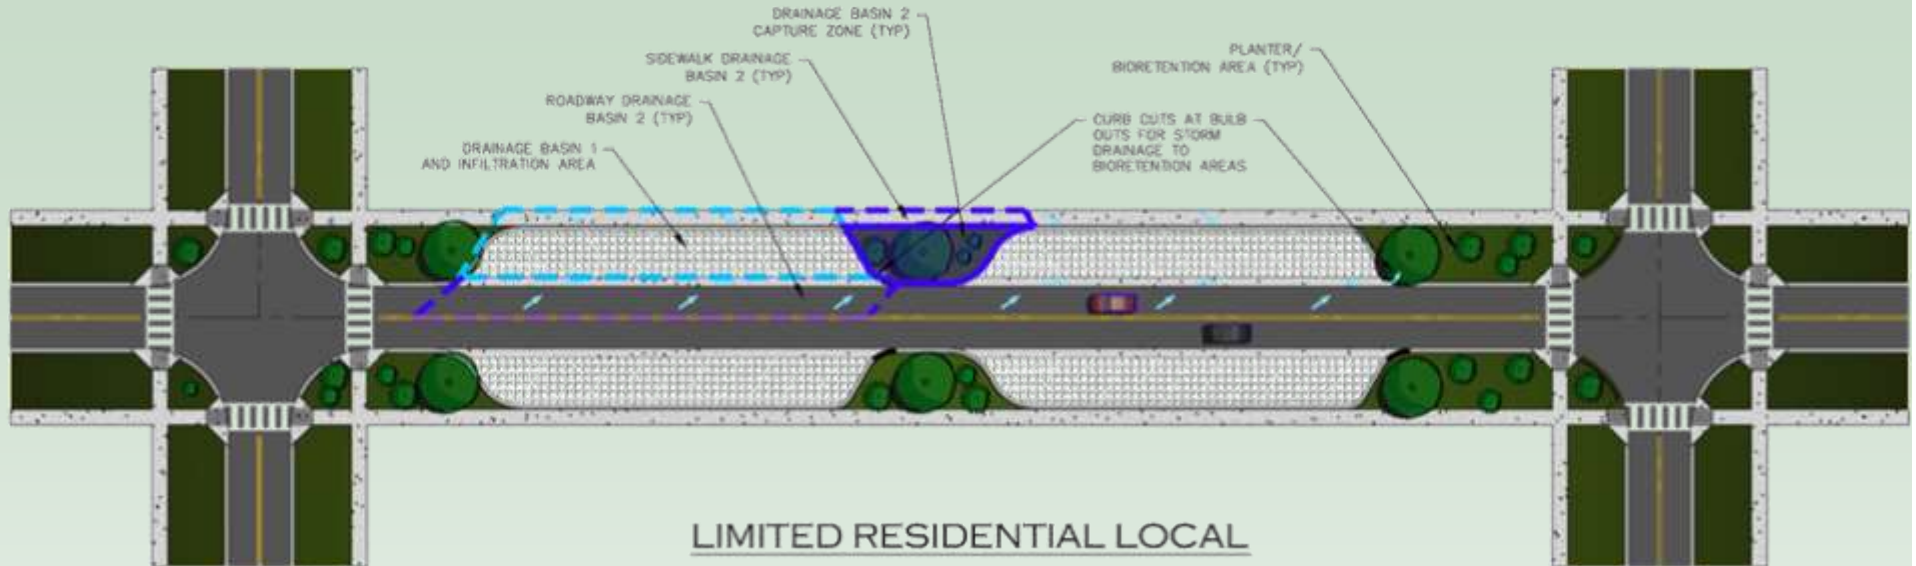 DRAINAGE BASIN 2
CAPTURE ZONE (TYP)
SIDEWALK DRAINAGE
BASIN 2 (TYP)
ROADWAY DRAINAGE
BASIN 2 (TYP)
DRAINAGE BASIN 1
AND INFILTRATION AREA
PLANTER/
BIORETENTION AREA (TYP)
CURB CUTS AT BULB
OUTS FOR STORM
DRAINAGE TO
BIORETENTION AREAS
LIMITED RESIDENTIAL LOCAL